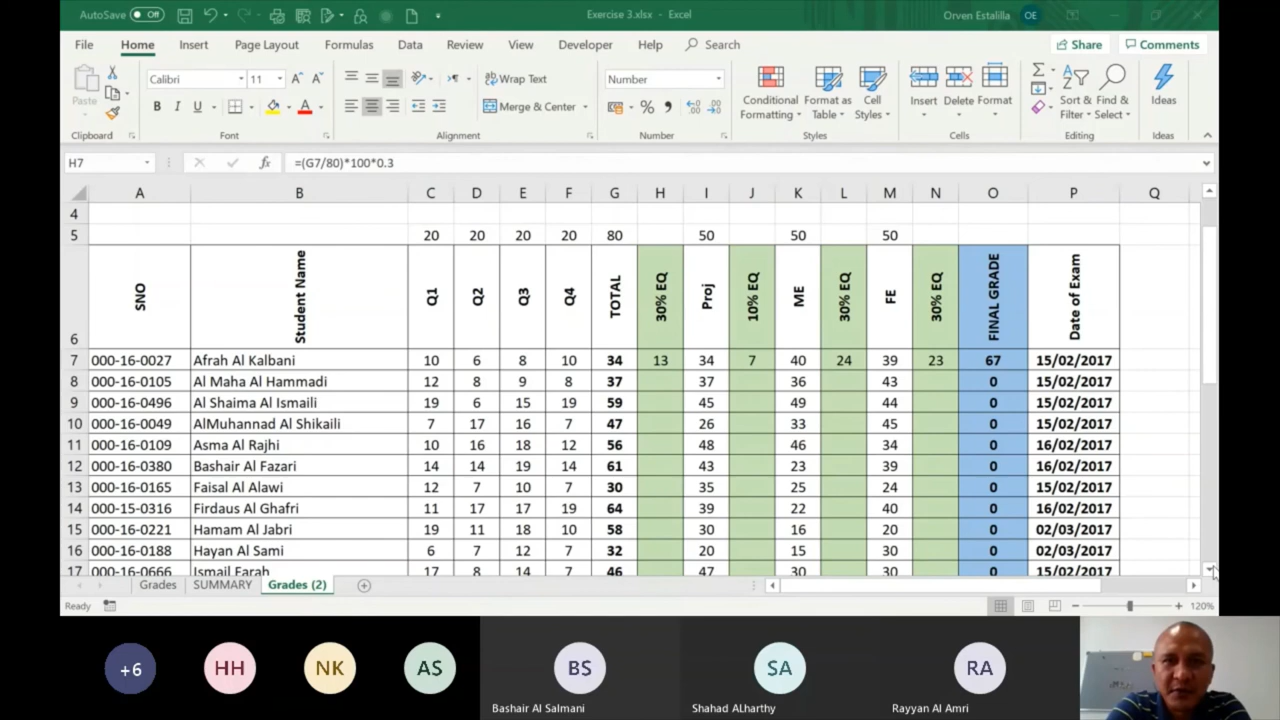 AutoSave Off Exercise 3.xlsx - Excel Orven Estalilla OE
File Home Insert Page Layout Formulas Data Review View Developer Help Search Share Comments
Paste Calibri 11 B I U A Wrap Text Merge & Center Number % Conditional Formatting Format as Table Cell Styles Insert Delete Format Sort & Filter Find & Select Ideas
Clipboard Font Alignment Number Styles Cells Editing Ideas
H7 fx =(G7/80)*100*0.3
A B C D E F G H I J K L M N O P Q
4
5 20 20 20 20 80 50 50 50
6 SNO Student Name Q1 Q2 Q3 Q4 TOTAL 30% EQ Proj 10% EQ ME 30% EQ FE 30% EQ FINAL GRADE Date of Exam
7 000-16-0027 Afrah Al Kalbani 10 6 8 10 34 13 34 7 40 24 39 23 67 15/02/2017
8 000-16-0105 Al Maha Al Hammadi 12 8 9 8 37 37 36 43 0 15/02/2017
9 000-16-0496 Al Shaima Al Ismaili 19 6 15 19 59 45 49 44 0 15/02/2017
10 000-16-0049 AlMuhannad Al Shikaili 7 17 16 7 47 26 33 45 0 15/02/2017
11 000-16-0109 Asma Al Rajhi 10 16 18 12 56 48 46 34 0 16/02/2017
12 000-16-0380 Bashair Al Fazari 14 14 19 14 61 43 23 39 0 16/02/2017
13 000-16-0165 Faisal Al Alawi 12 7 10 7 30 35 25 24 0 15/02/2017
14 000-15-0316 Firdaus Al Ghafri 11 17 17 19 64 39 22 40 0 16/02/2017
15 000-16-0221 Hamam Al Jabri 19 11 18 10 58 30 16 20 0 02/03/2017
16 000-16-0188 Hayan Al Sami 6 7 12 7 32 20 15 30 0 02/03/2017
17 000-16-0666 Ismail Farah 17 8 14 7 46 47 30 30 0 15/02/2017
Grades SUMMARY Grades (2)
Ready 120%
+6 HH NK AS BS SA RA
Bashair Al Salmani Shahad ALharthy Rayyan Al Amri